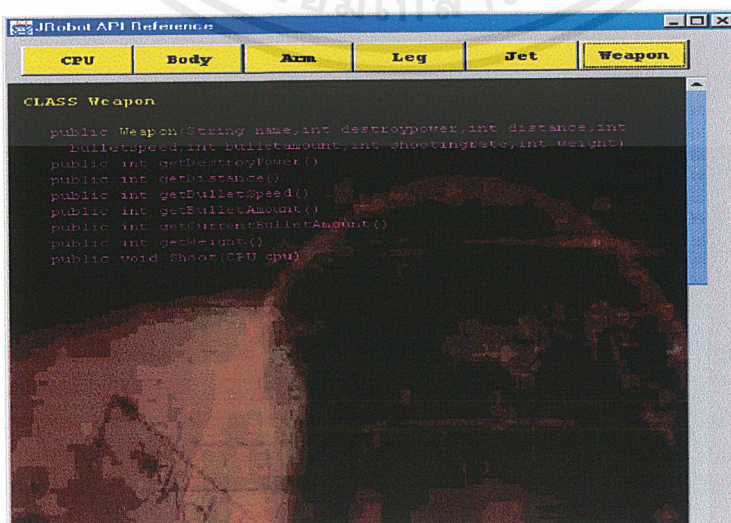 JRobot API Reference
CPU Body Arm Leg Jet Weapon
CLASS Weapon
public Weapon(String name,int destroypower,int distance,int
bulletspeed,int bulletamount,int shootingrate,int weight)
public int getDestroyPower()
public int getDistance()
public int getBulletSpeed()
public int getBulletAmount()
public int getCurrentBulletAmount()
public int getWeight()
public void Shoot(CPU cpu)